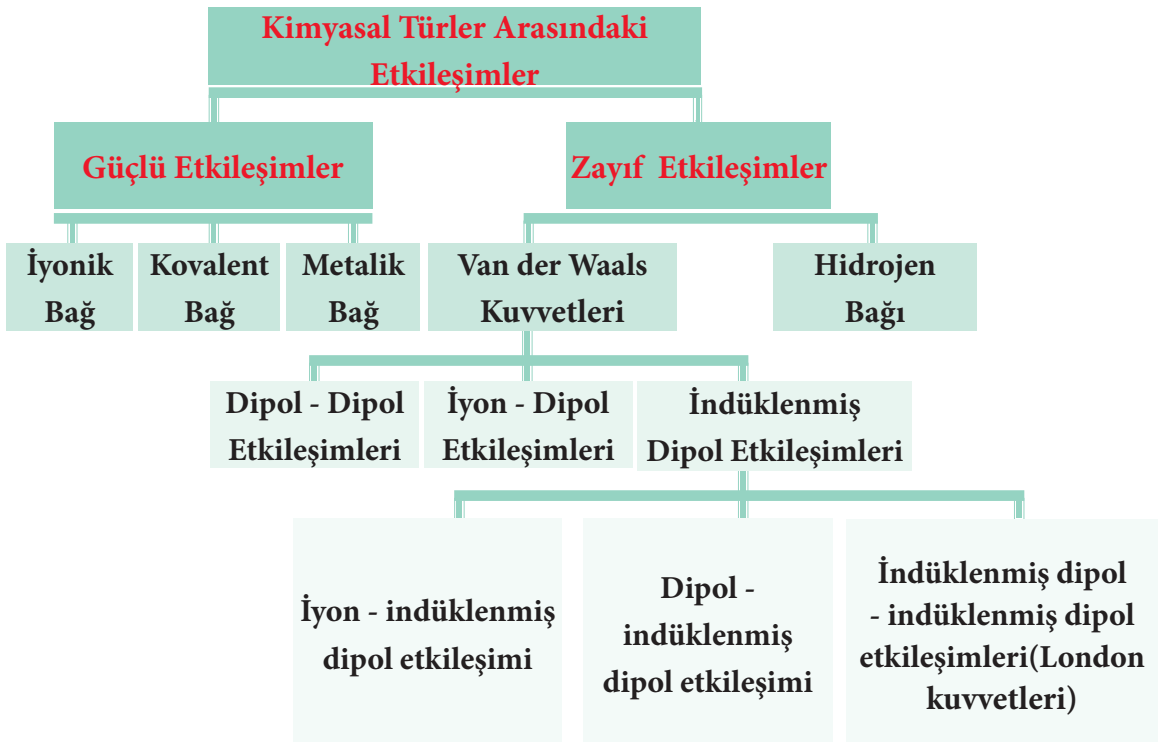 Kimyasal Türler Arasındaki
Etkileşimler
Güçlü Etkileşimler
Zayıf Etkileşimler
İyonik
Bağ
Kovalent
Bağ
Metalik
Bağ
Van der Waals
Kuvvetleri
Hidrojen
Bağı
Dipol - Dipol
Etkileşimleri
İyon - Dipol
Etkileşimleri
İndüklenmiş
Dipol Etkileşimleri
İyon - indüklenmiş
dipol etkileşimi
Dipol -
indüklenmiş
dipol etkileşimi
İndüklenmiş dipol
- indüklenmiş dipol
etkileşimleri(London
kuvvetleri)